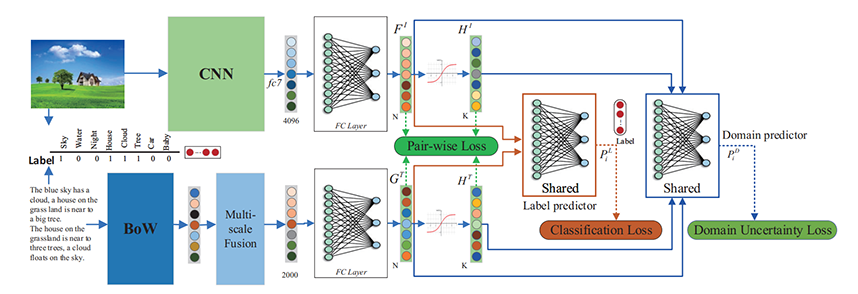 CNN
fc7
4096
FC Layer
F^I
N
H^I
K
Sky
Water
Night
House
Cloud
Tree
Car
Baby
Label 1 0 0 1 1 1 0 0
Pair-wise Loss
Label
P_i^L
Shared
Label predictor
Classification Loss
Shared
Domain predictor
P_i^D
Domain Uncertainty Loss
The blue sky has a
cloud, a house on the
grass land is near to
a big tree.
The house on the
grassland is near to
three trees, a cloud
floats on the sky.
BoW
Multi-
scale
Fusion
2000
FC Layer
G^T
N
H^T
K